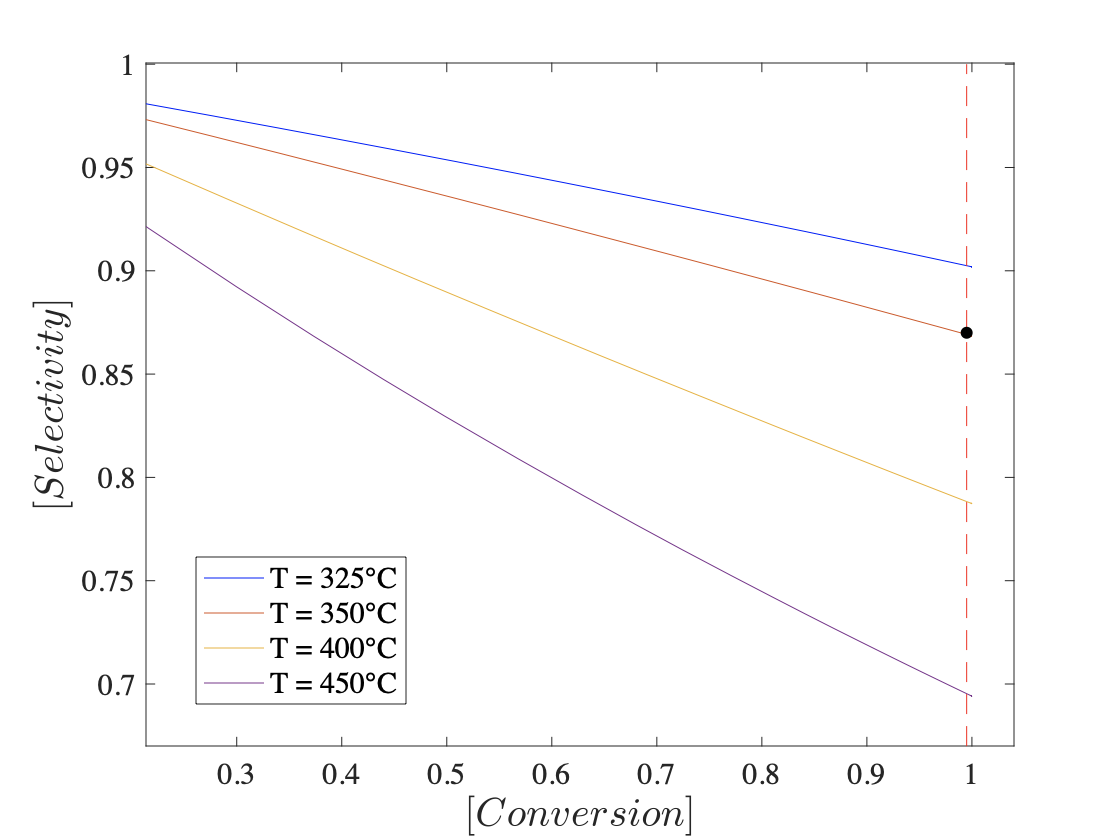 1
0.95
0.9
0.85
0.8
0.75
0.7
[Selectivity]
T = 325°C
T = 350°C
T = 400°C
T = 450°C
0.3 0.4 0.5 0.6 0.7 0.8 0.9 1
[Conversion]